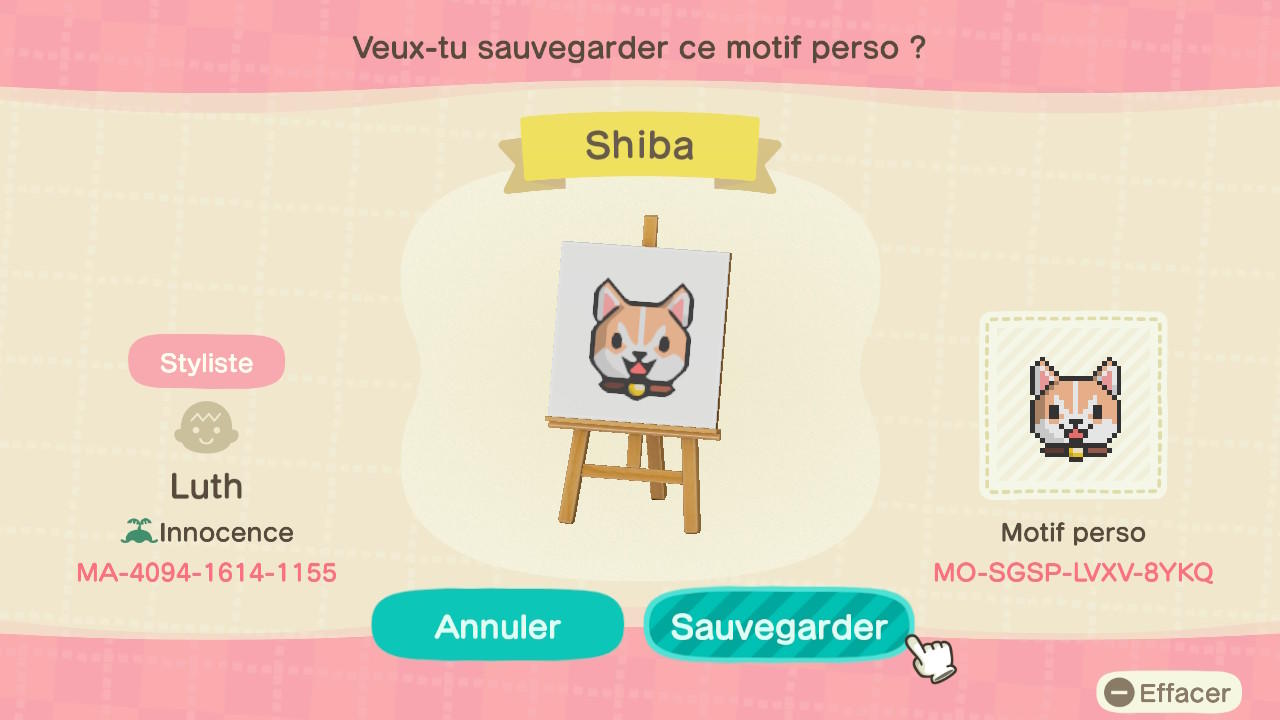 Veux-tu sauvegarder ce motif perso ?
Shiba
Styliste
Luth
Innocence
MA-4094-1614-1155
Motif perso
MO-SGSP-LVXV-8YKQ
Annuler
Sauvegarder
Effacer